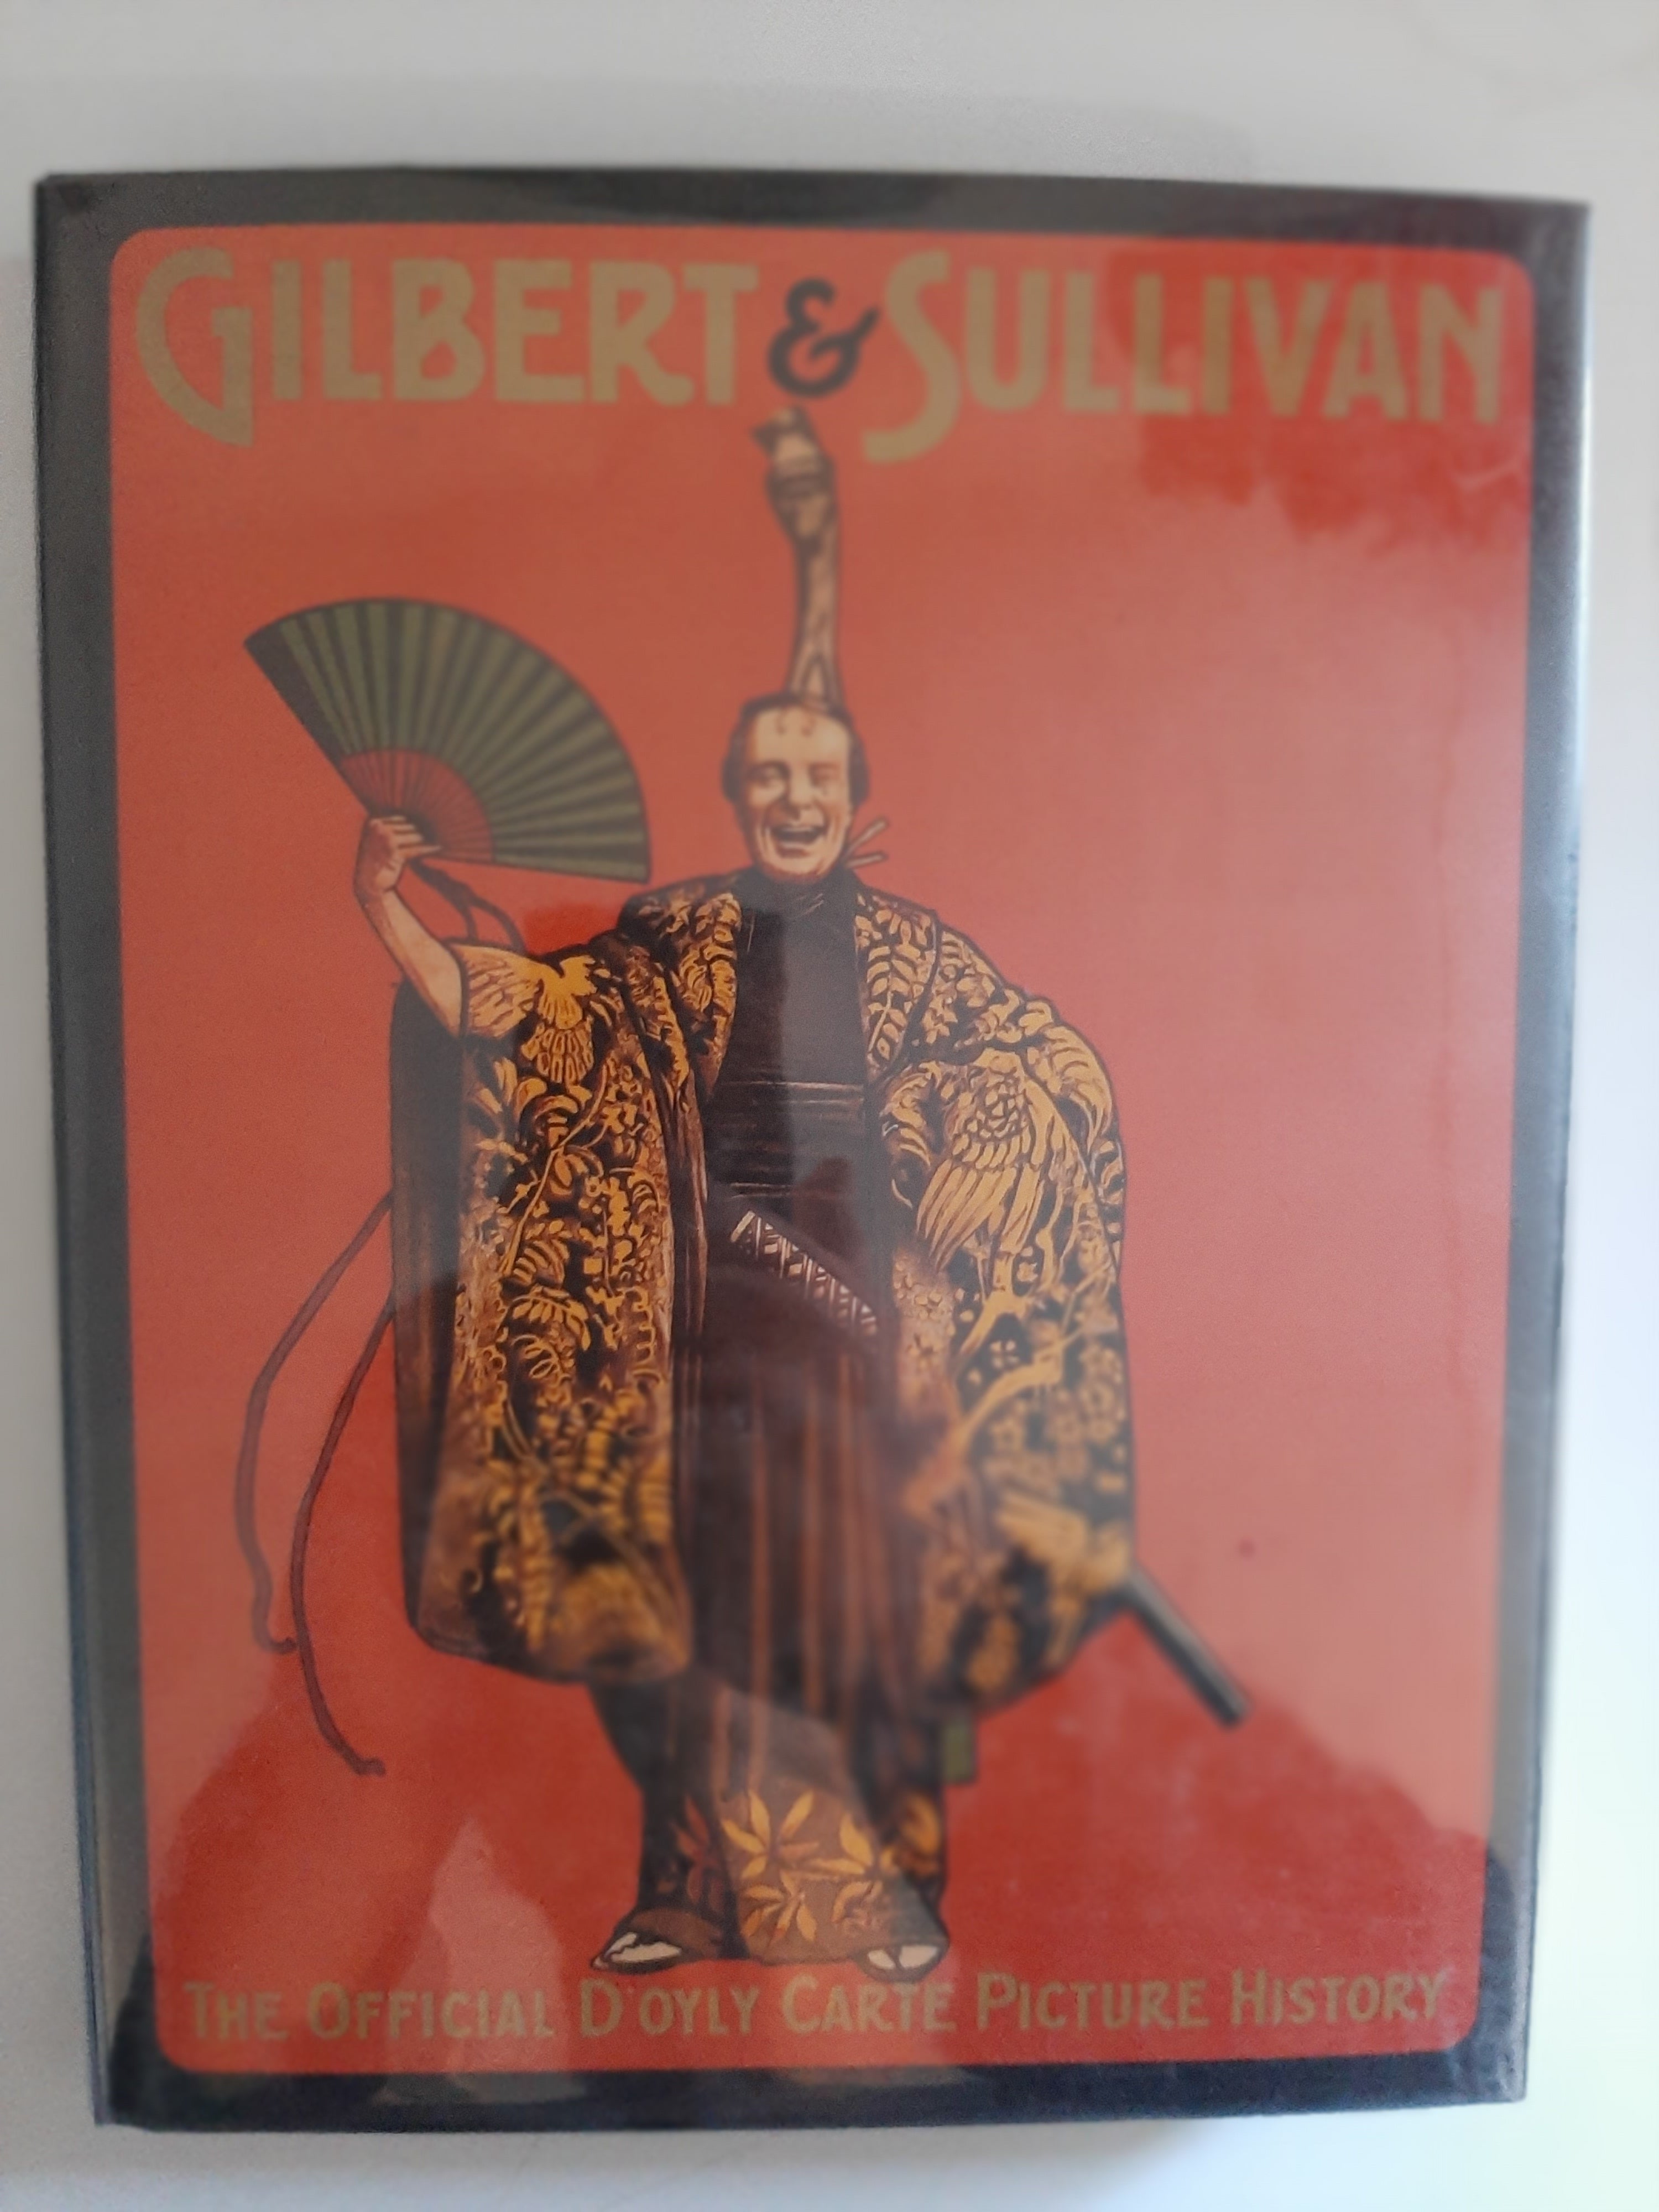 GILBERT & SULLIVAN
THE OFFICIAL D'OYLY CARTE PICTURE HISTORY